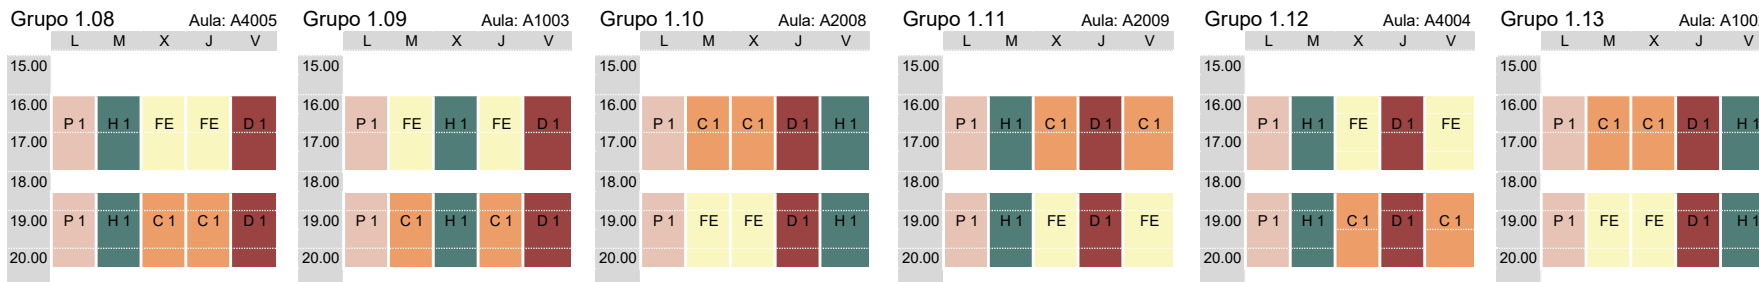 Grupo 1.08 Aula: A4005
L M X J V
15.00
16.00
P 1 H 1 FE FE D 1
17.00
18.00
19.00 P 1 H 1 C 1 C 1 D 1
20.00
Grupo 1.09 Aula: A1003
L M X J V
15.00
16.00
P 1 FE H 1 FE D 1
17.00
18.00
19.00 P 1 C 1 H 1 C 1 D 1
20.00
Grupo 1.10 Aula: A2008
L M X J V
15.00
16.00
P 1 C 1 C 1 D 1 H 1
17.00
18.00
19.00 P 1 FE FE D 1 H 1
20.00
Grupo 1.11 Aula: A2009
L M X J V
15.00
16.00
P 1 H 1 C 1 D 1 C 1
17.00
18.00
19.00 P 1 H 1 FE D 1 FE
20.00
Grupo 1.12 Aula: A4004
L M X J V
15.00
16.00
P 1 H 1 FE D 1 FE
17.00
18.00
19.00 P 1 H 1 C 1 D 1 C 1
20.00
Grupo 1.13 Aula: A100
L M X J V
15.00
16.00
P 1 C 1 C 1 D 1 H 1
17.00
18.00
19.00 P 1 FE FE D 1 H 1
20.00